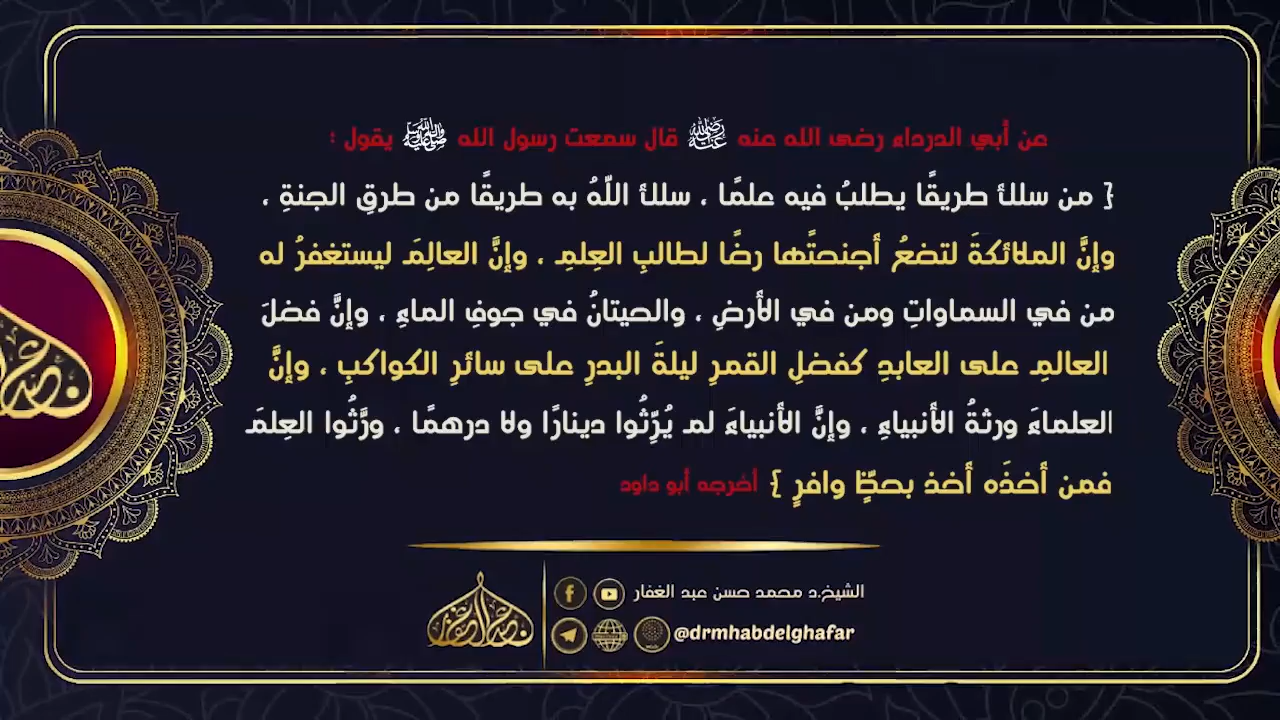 عن أبي الدرداء رضى الله عنه ﵁ قال سمعت رسول الله ﷺ يقول :
{ من سلك طريقًا يطلبُ فيه علمًا ، سلك اللّهُ به طريقًا من طرقِ الجنةِ ،
وإنَّ الملائكةَ لتضعُ أجنحتَها رضًا لطالبِ العِلمِ ، وإنَّ العالِمَ ليستغفرُ له
من في السماواتِ ومن في الأرضِ ، والحيتانُ في جوفِ الماءِ ، وإنَّ فضلَ
العالمِ على العابدِ كفضلِ القمرِ ليلةَ البدرِ على سائرِ الكواكبِ ، وإنَّ
العلماءَ ورثةُ الأنبياءِ ، وإنَّ الأنبياءَ لم يُرِّثُوا دينارًا ولا درهمًا ، ورَّثُوا العِلمَ
فمن أخذَه أخذ بحظٍّ وافرٍ } أخرجه أبو داود
الشيخ.د محمد حسن عبد الغفار
@drmhabdelghafar